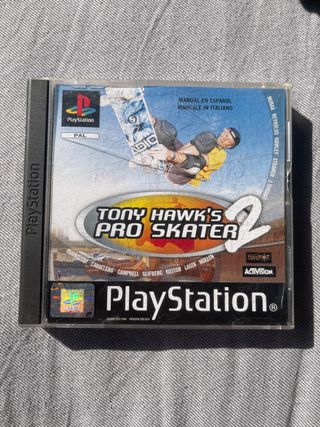 PlayStation
PlayStation
PAL
MANUAL EN ESPAÑOL
MANUALE IN ITALIANO
TONY HAWK'S
PRO SKATER
2
CABALLERO CAMPBELL GLIFBERG KOSTON LASEK MULLEN
ACTIVISION
PlayStation®